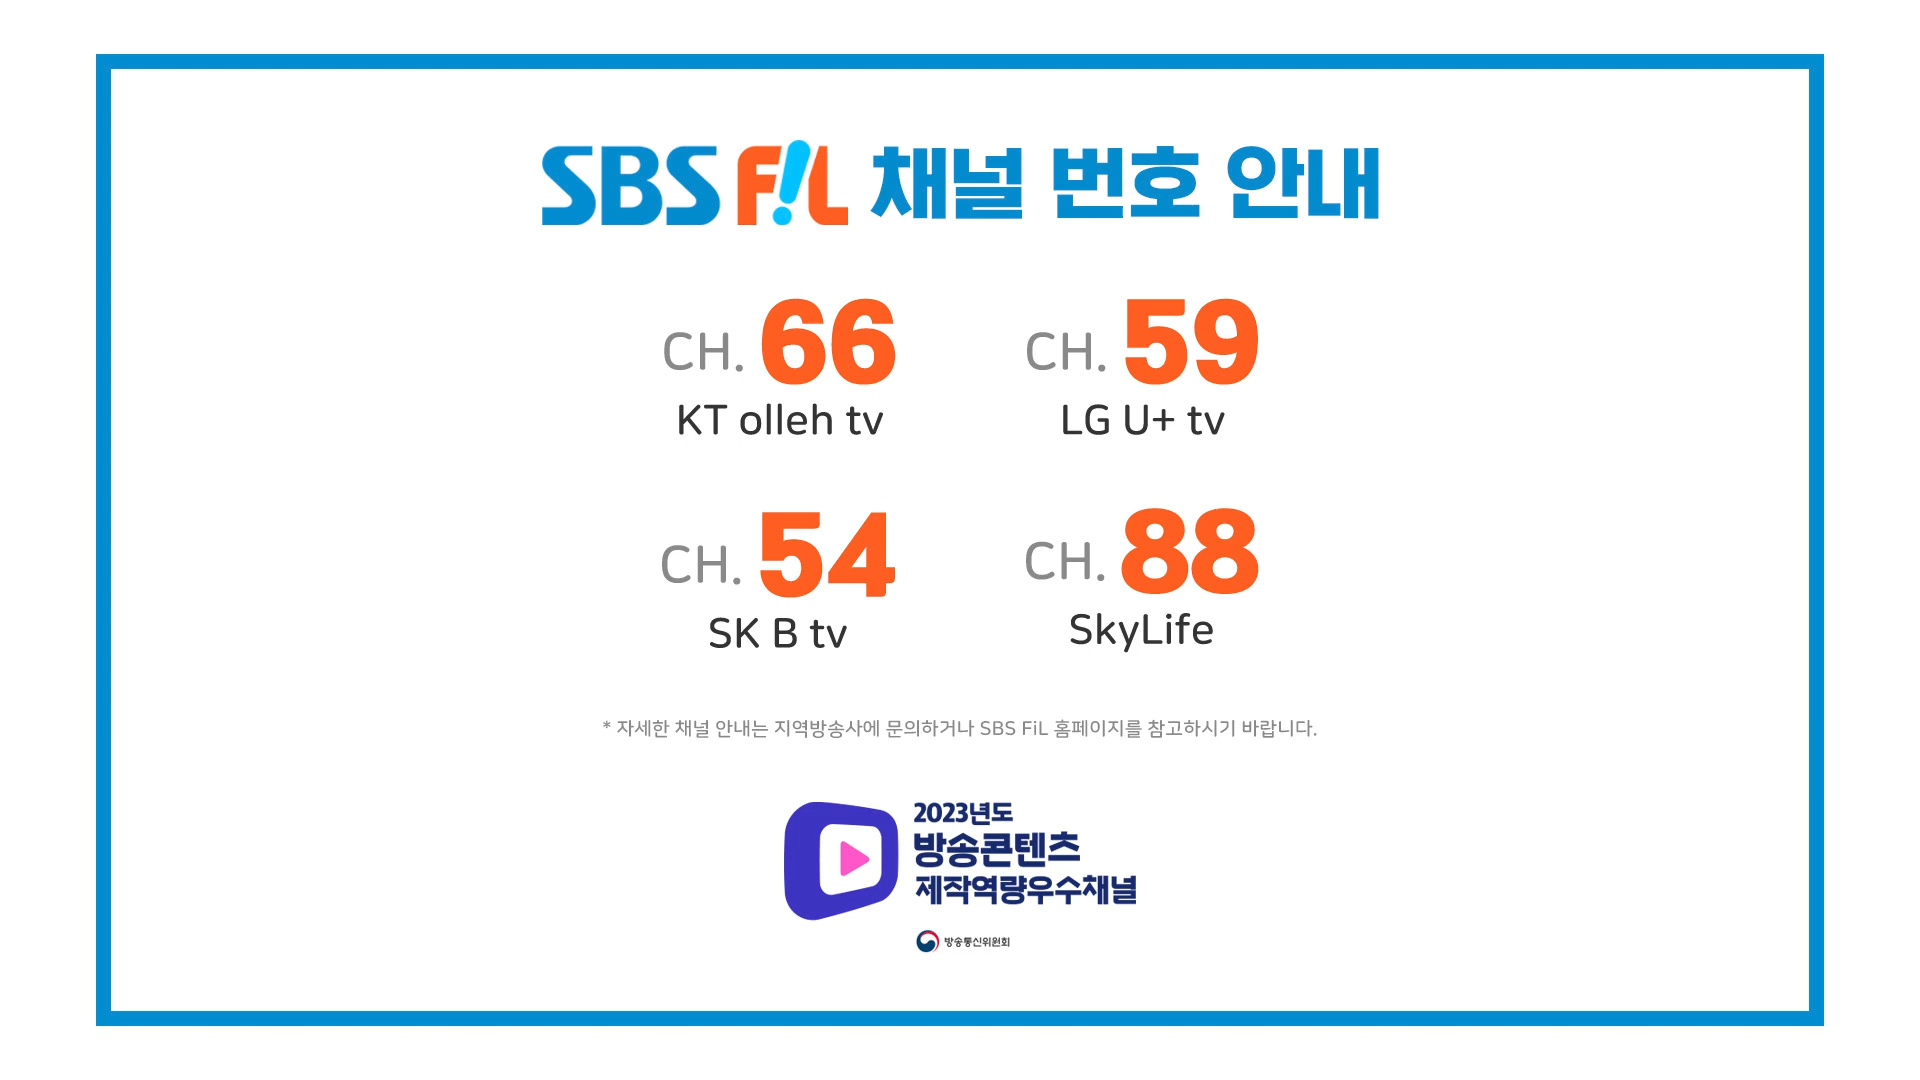 SBS F!L 채널 번호 안내
CH. 66
KT olleh tv
CH. 59
LG U+ tv
CH. 54
SK B tv
CH. 88
SkyLife
* 자세한 채널 안내는 지역방송사에 문의하거나 SBS FiL 홈페이지를 참고하시기 바랍니다.
2023년도
방송콘텐츠
제작역량우수채널
방송통신위원회